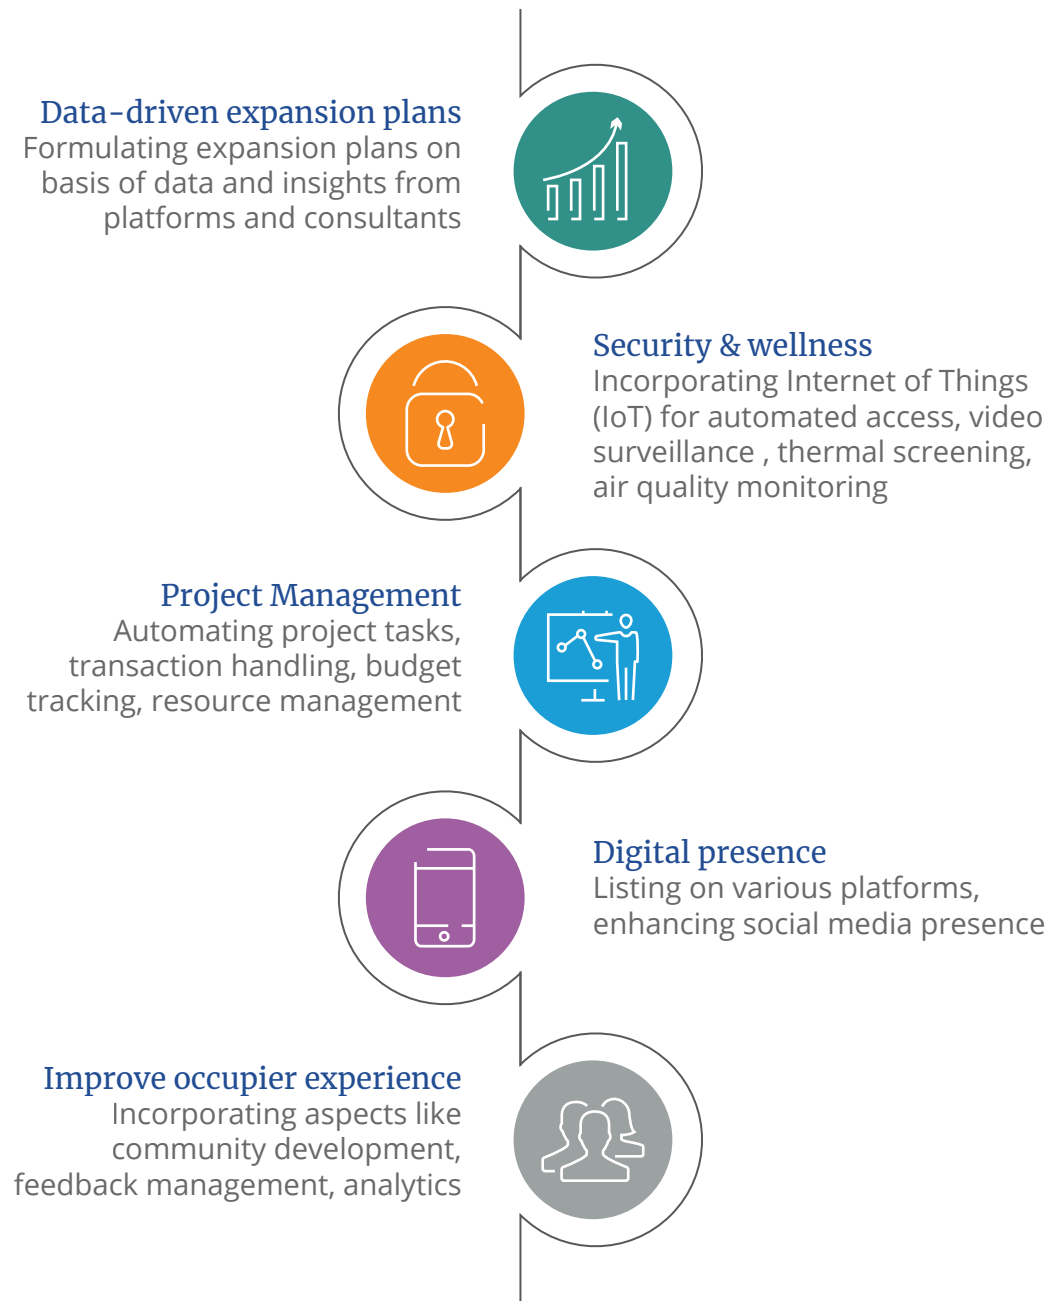 Data-driven expansion plans
Formulating expansion plans on
basis of data and insights from
platforms and consultants
Security & wellness
Incorporating Internet of Things
(IoT) for automated access, video
surveillance , thermal screening,
air quality monitoring
Project Management
Automating project tasks,
transaction handling, budget
tracking, resource management
Digital presence
Listing on various platforms,
enhancing social media presence
Improve occupier experience
Incorporating aspects like
community development,
feedback management, analytics